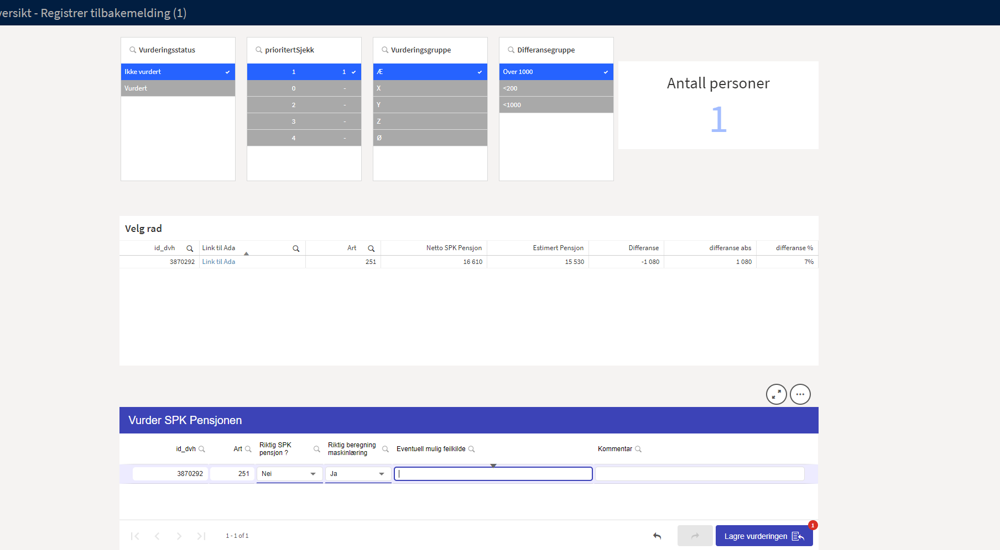 versikt - Registrer tilbakemelding (1)
Vurderingsstatus
Ikke vurdert
Vurdert
prioritertSjekk
1 1
0 -
2 -
3 -
4 -
Vurderingsgruppe
Æ
X
Y
Z
Ø
Differansegruppe
Over 1000
<200
<1000
Antall personer
1
Velg rad
id_dvh Link til Ada Art Netto SPK Pensjon Estimert Pensjon Differanse differanse abs differanse %
3870292 Link til Ada 251 16 610 15 530 -1 080 1 080 7%
Vurder SPK Pensjonen
id_dvh Art Riktig SPK pensjon ? Riktig beregning maskinlæring Eventuell mulig feilkilde Kommentar
3870292 251 Nei Ja
1 - 1 of 1
Lagre vurderingen 1